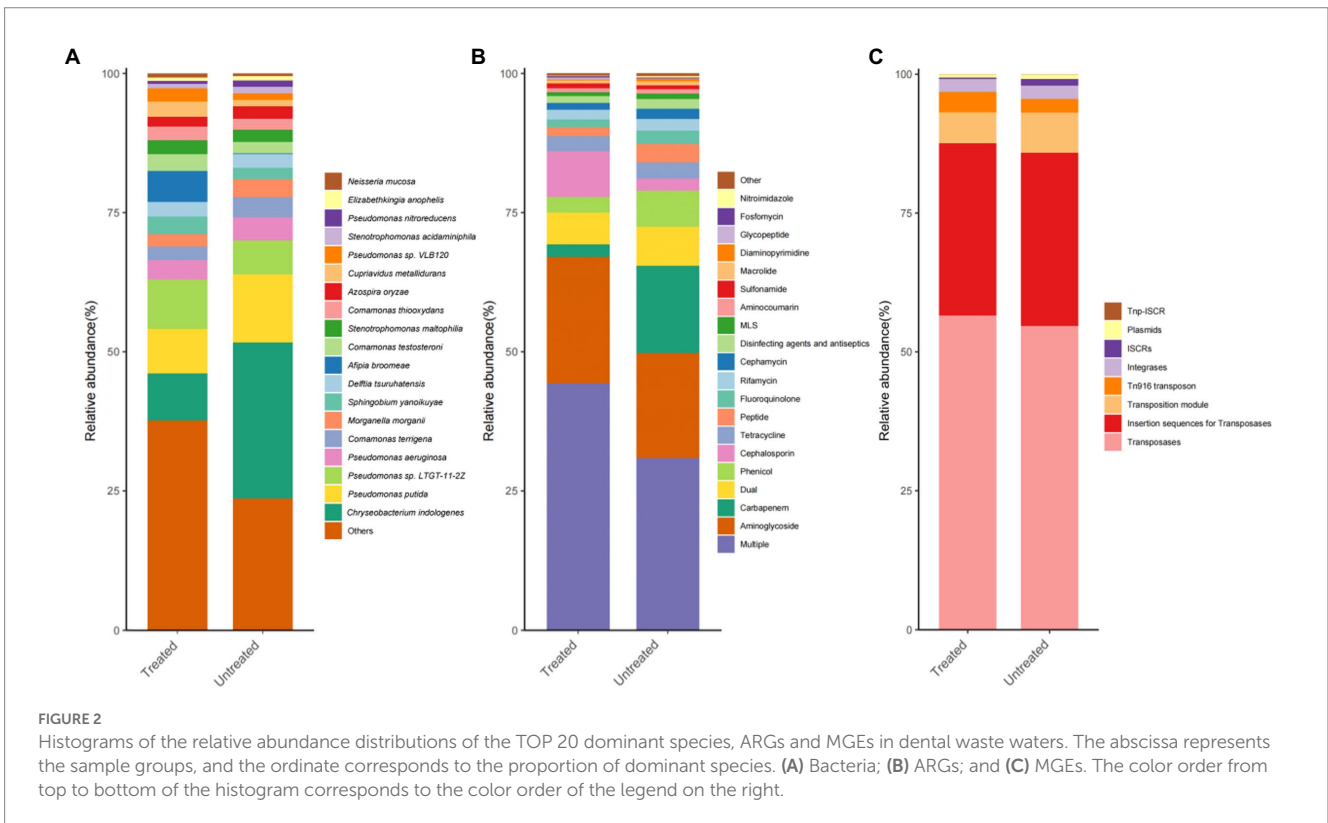 A
Relative abundance(%)
100
75
50
25
0
Treated
Untreated
Neisseria mucosa
Elizabethkingia anophelis
Pseudomonas nitroreducens
Stenotrophomonas acidaminiphila
Pseudomonas sp. VLB120
Cupriavidus metallidurans
Azospira oryzae
Comamonas thiooxydans
Stenotrophomonas maltophilia
Comamonas testosteroni
Afipia broomeae
Delftia tsuruhatensis
Sphingobium yanoikuyae
Morganella morganii
Comamonas terrigena
Pseudomonas aeruginosa
Pseudomonas sp. LTGT-11-2Z
Pseudomonas putida
Chryseobacterium indologenes
Others
B
Relative abundance(%)
100
75
50
25
0
Treated
Untreated
Other
Nitroimidazole
Fosfomycin
Glycopeptide
Diaminopyrimidine
Macrolide
Sulfonamide
Aminocoumarin
MLS
Disinfecting agents and antiseptics
Cephamycin
Rifamycin
Fluoroquinolone
Peptide
Tetracycline
Cephalosporin
Phenicol
Dual
Carbapenem
Aminoglycoside
Multiple
C
Relative abundance(%)
100
75
50
25
0
Treated
Untreated
Tnp-ISCR
Plasmids
ISCRs
Integrases
Tn916 transposon
Transposition module
Insertion sequences for Transposases
Transposases
FIGURE 2
Histograms of the relative abundance distributions of the TOP 20 dominant species, ARGs and MGEs in dental waste waters. The abscissa represents
the sample groups, and the ordinate corresponds to the proportion of dominant species. (A) Bacteria; (B) ARGs; and (C) MGEs. The color order from
top to bottom of the histogram corresponds to the color order of the legend on the right.